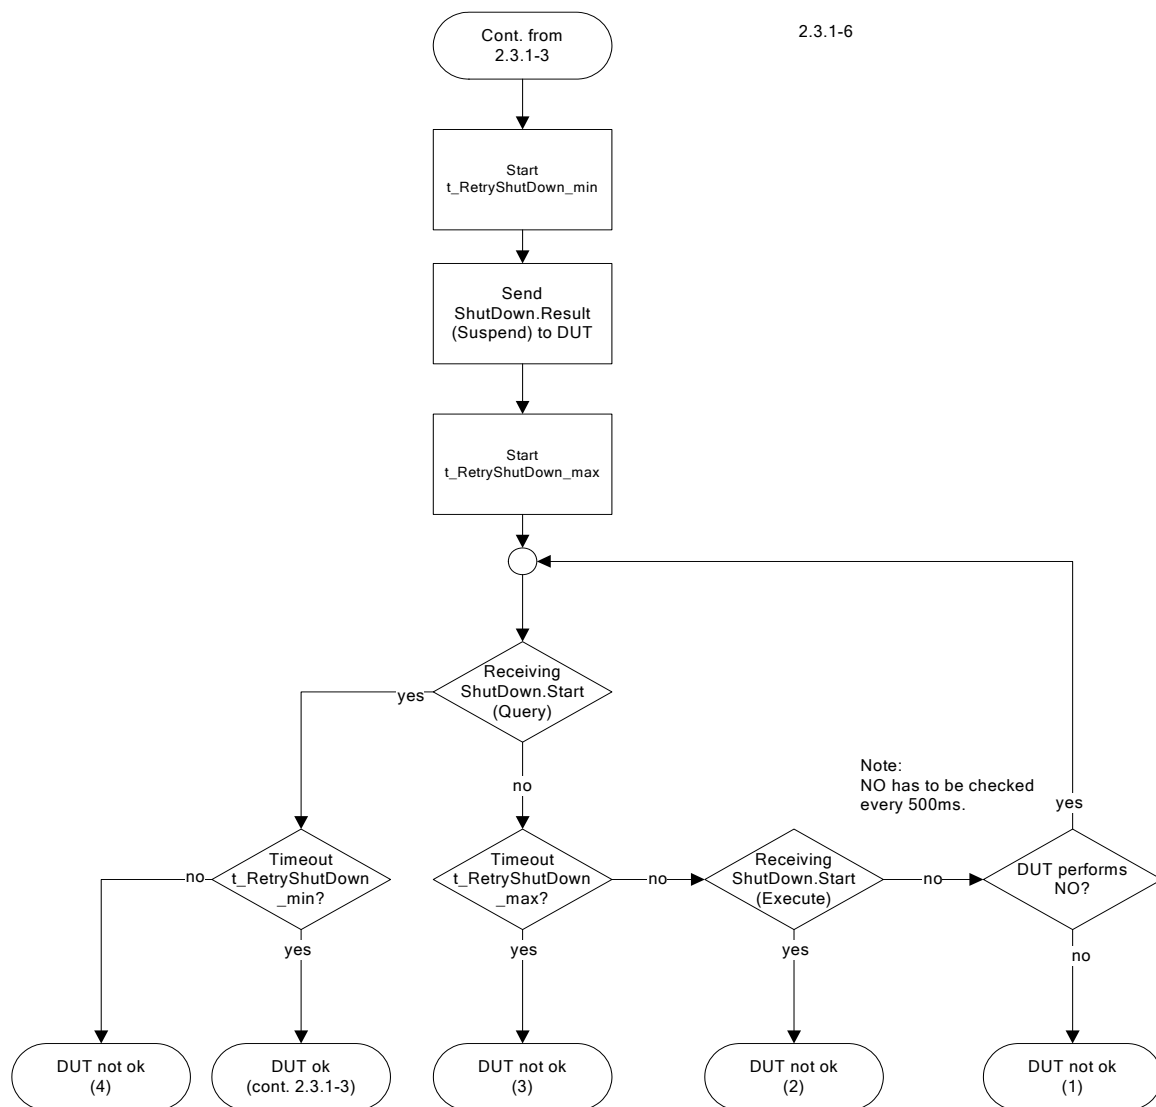 Cont. from
2.3.1-3
2.3.1-6
Start
t_RetryShutDown_min
Send
ShutDown.Result
(Suspend) to DUT
Start
t_RetryShutDown_max
Receiving
ShutDown.Start
(Query)
yes
no
Note:
NO has to be checked
every 500ms.
yes
Timeout
t_RetryShutDown
_min?
no
yes
Timeout
t_RetryShutDown
_max?
no
yes
Receiving
ShutDown.Start
(Execute)
no
yes
DUT performs
NO?
no
DUT not ok
(4)
DUT ok
(cont. 2.3.1-3)
DUT not ok
(3)
DUT not ok
(2)
DUT not ok
(1)